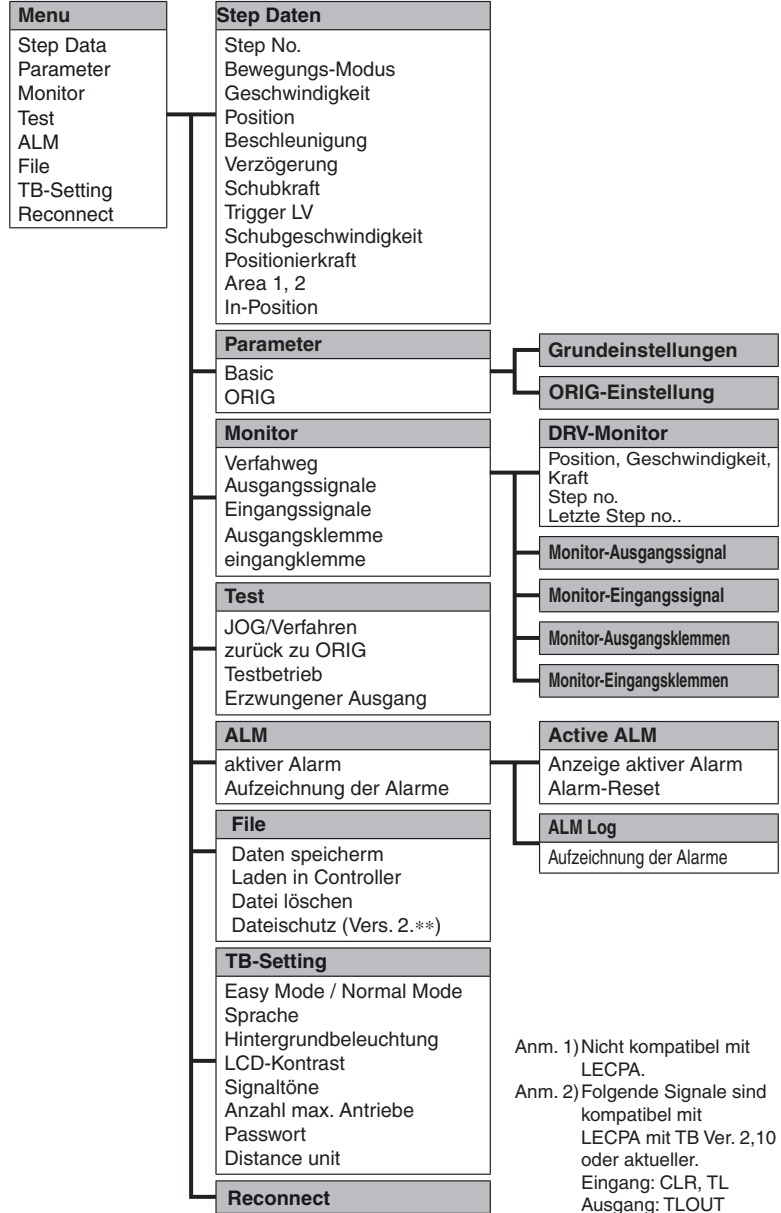 Menu
Step Data
Parameter
Monitor
Test
ALM
File
TB-Setting
Reconnect
Step Daten
Step No.
Bewegungs-Modus
Geschwindigkeit
Position
Beschleunigung
Verzögerung
Schubkraft
Trigger LV
Schubgeschwindigkeit
Positionierkraft
Area 1, 2
In-Position
Parameter
Basic
ORIG
Grundeinstellungen
ORIG-Einstellung
Monitor
Verfahweg
Ausgangssignale
Eingangssignale
Ausgangsklemme
eingangklemme
DRV-Monitor
Position, Geschwindigkeit,
Kraft
Step no.
Letzte Step no..
Monitor-Ausgangssignal
Monitor-Eingangssignal
Monitor-Ausgangsklemmen
Monitor-Eingangsklemmen
Test
JOG/Verfahren
zurück zu ORIG
Testbetrieb
Erzwungener Ausgang
ALM
aktiver Alarm
Aufzeichnung der Alarme
Active ALM
Anzeige aktiver Alarm
Alarm-Reset
ALM Log
Aufzeichnung der Alarme
File
Daten speicherm
Laden in Controller
Datei löschen
Dateischutz (Vers. 2.**)
TB-Setting
Easy Mode / Normal Mode
Sprache
Hintergrundbeleuchtung
LCD-Kontrast
Signaltöne
Anzahl max. Antriebe
Passwort
Distance unit
Reconnect
Anm. 1) Nicht kompatibel mit
LECPA.
Anm. 2) Folgende Signale sind
kompatibel mit
LECPA mit TB Ver. 2,10
oder aktueller.
Eingang: CLR, TL
Ausgang: TLOUT